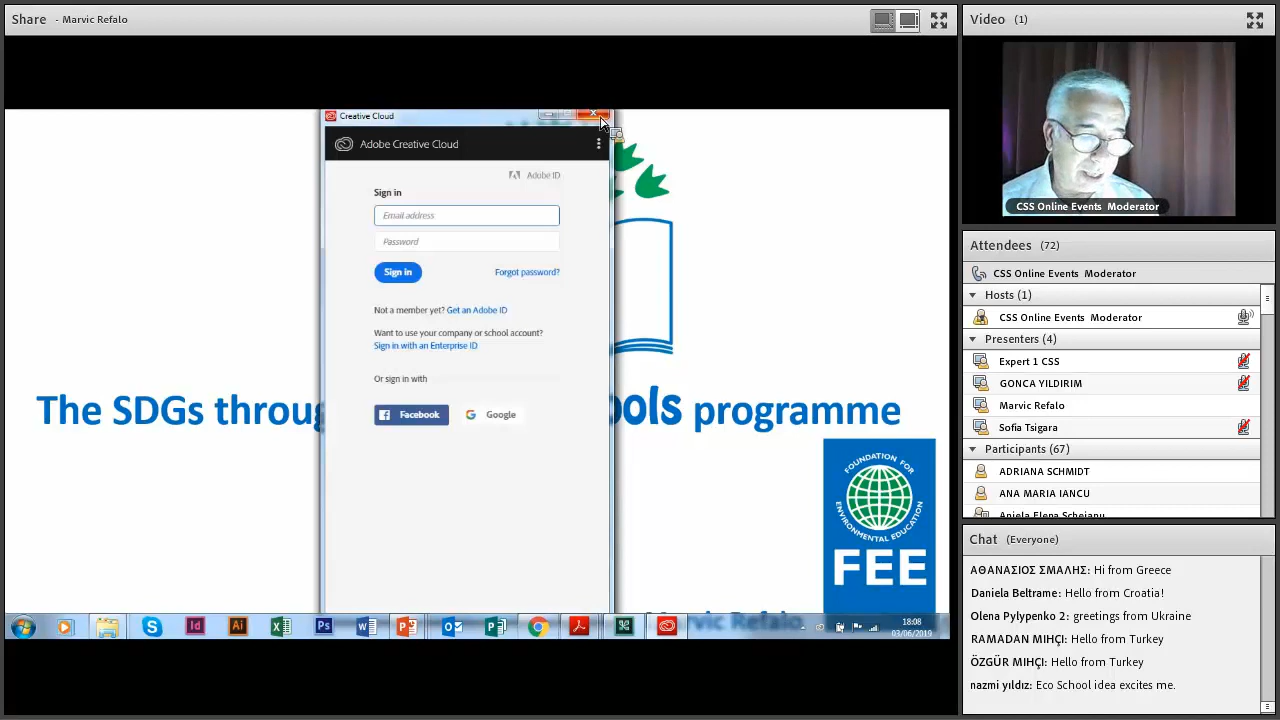 Share - Marvic Refalo
Creative Cloud
Adobe Creative Cloud
Adobe ID
Sign in
Email address
Password
Sign in
Forgot password?
Not a member yet? Get an Adobe ID
Want to use your company or school account?
Sign in with an Enterprise ID
Or sign in with
Facebook
Google
The SDGs throu
ools programme
FOUNDATION FOR
ENVIRONMENTAL EDUCATION
FEE
Marvic Refalo
Id
Ai
Ps
18:08
03/06/2019
Video (1)
CSS Online Events Moderator
Attendees (72)
CSS Online Events Moderator
Hosts (1)
CSS Online Events Moderator
Presenters (4)
Expert 1 CSS
GONCA YILDIRIM
Marvic Refalo
Sofia Tsigara
Participants (67)
ADRIANA SCHMIDT
ANA MARIA IANCU
Chat (Everyone)
ΑΘΑΝΑΣΙΟΣ ΣΜΑΛΗΣ: Hi from Greece
Daniela Beltrame: Hello from Croatia!
Olena Pylypenko 2: greetings from Ukraine
RAMADAN MIHÇI: Hello from Turkey
ÖZGÜR MIHÇI: Hello from Turkey
nazmi yıldız: Eco School idea excites me.